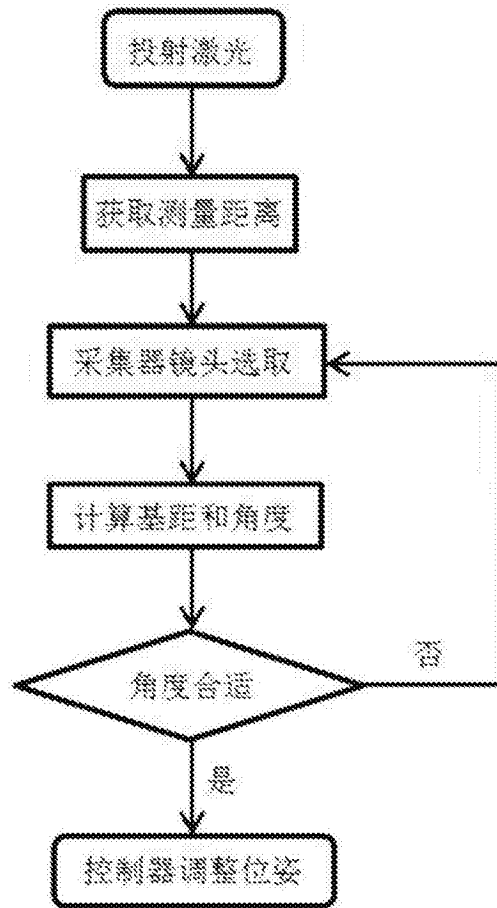 投射激光
获取测量距离
采集器镜头选取
计算基距和角度
角度合适
否
是
控制器调整位姿